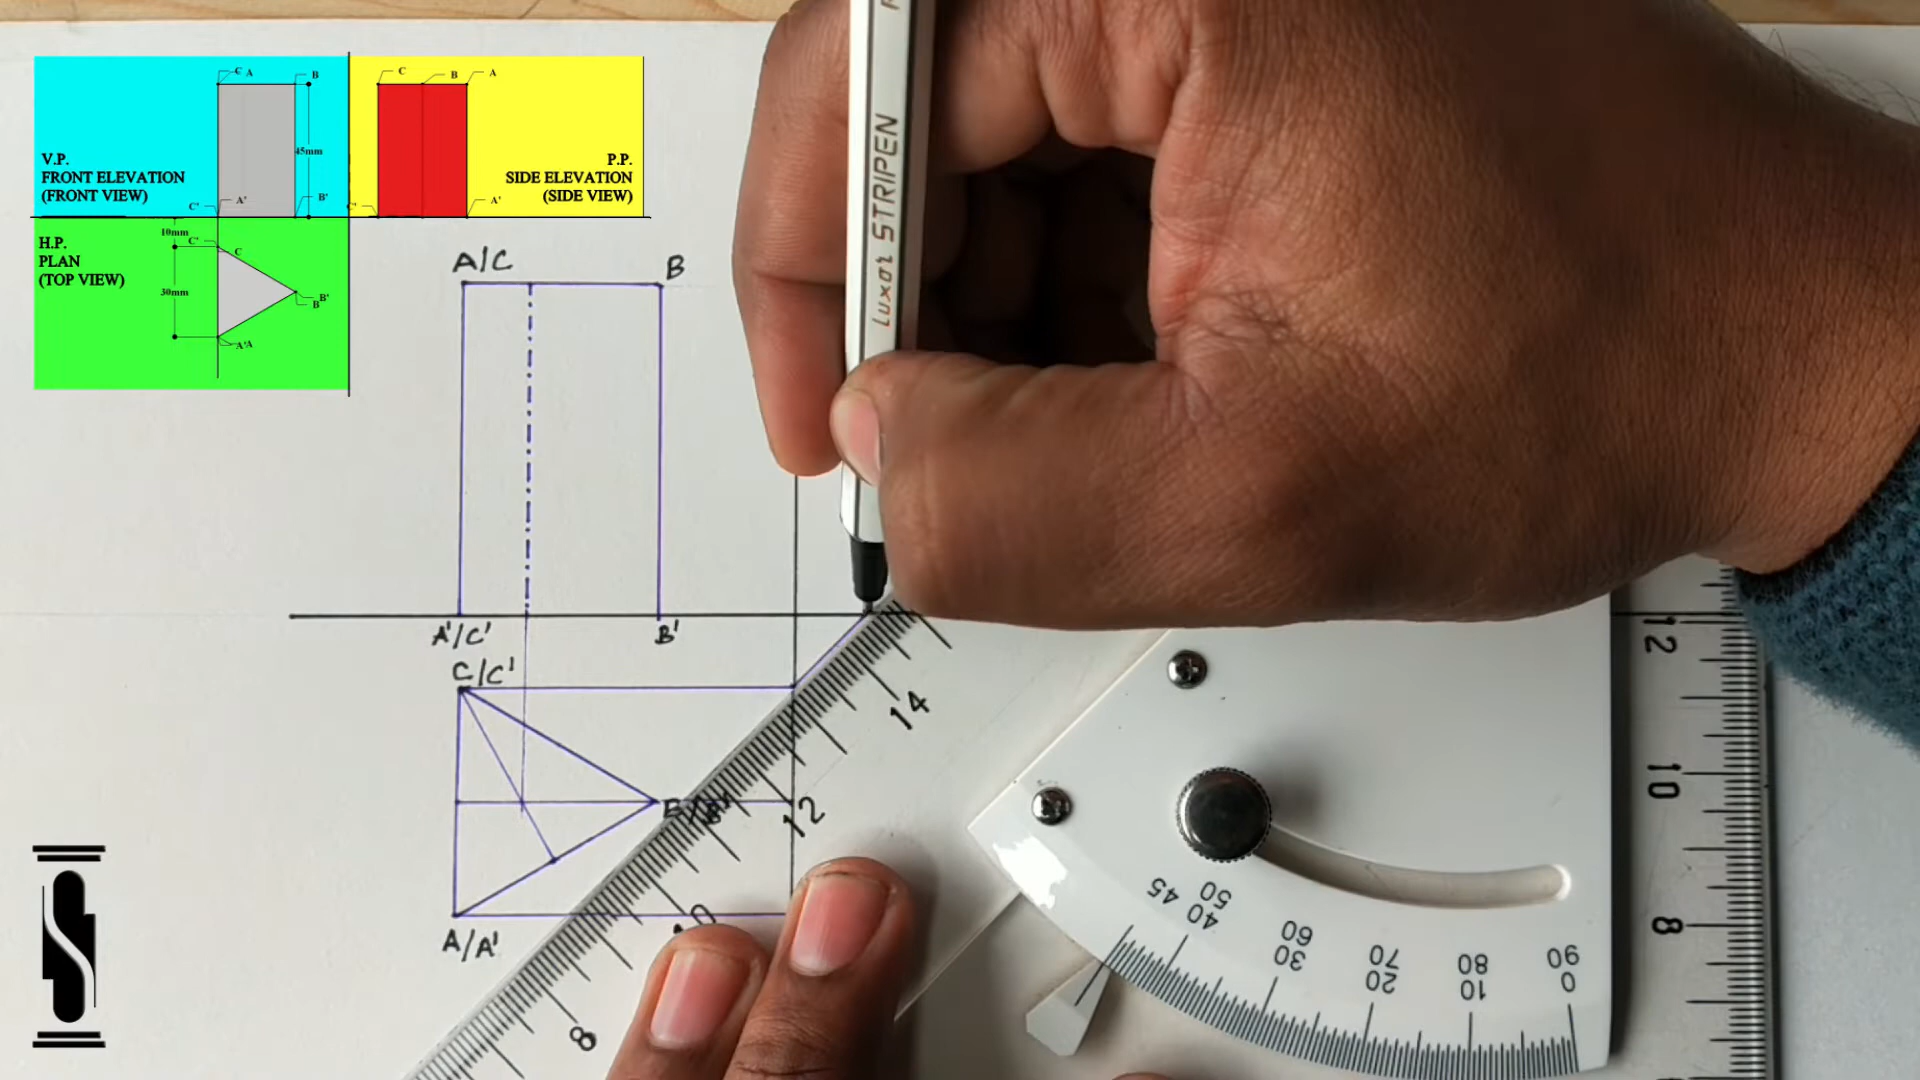 C A
B
45mm
V.P.
FRONT ELEVATION
(FRONT VIEW)
C'
A'
B'
C
B
A
P.P.
SIDE ELEVATION
(SIDE VIEW)
C'
A'
10mm
H.P.
PLAN
(TOP VIEW)
C'
C
30mm
B'
B
A'A
A/C
B
A'/C'
B'
C/C'
B/B'
A/A'
Luxor STRIPEN
14
12
10
8
12
10
8
45
50
40
60
30
70
20
80
10
90
0